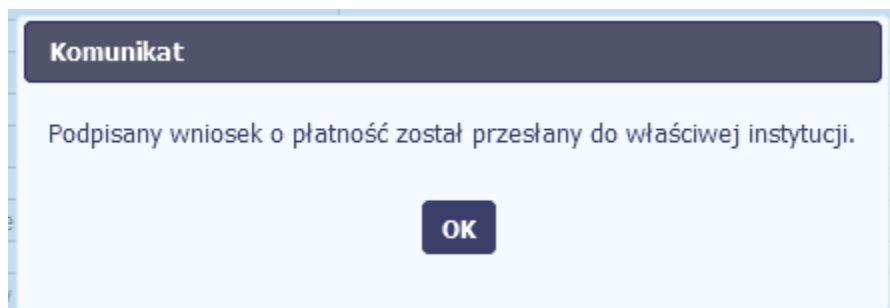 Komunikat
Podpisany wniosek o płatność został przesłany do właściwej instytucji.
OK